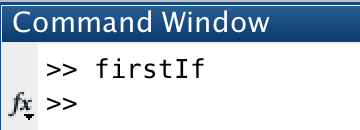 Command Window
>> firstIf
fx >>